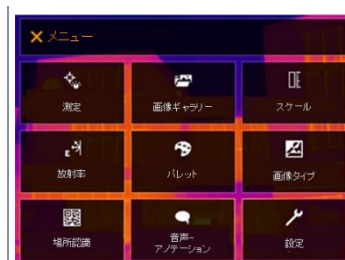 メニュー
測定
画像ギャラリー
スケール
ε
放射率
パレット
画像タイプ
場所認識
音声-
アノテーション
設定